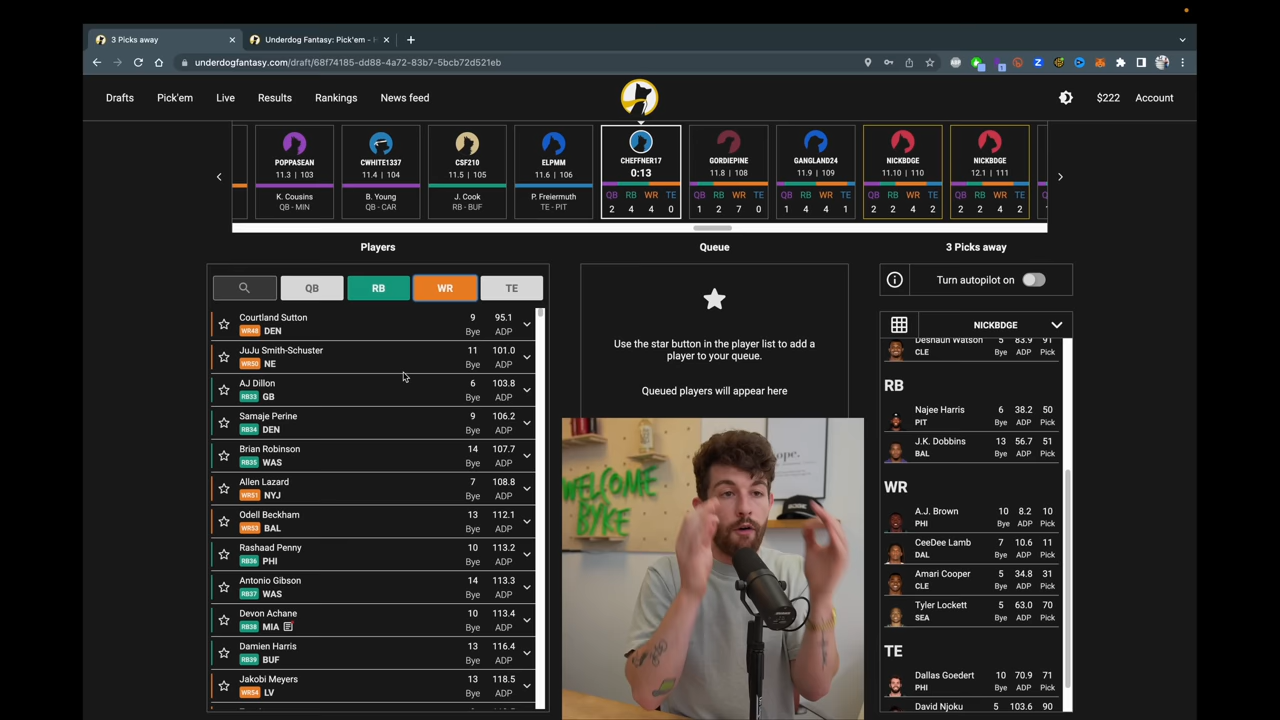 3 Picks away
Underdog Fantasy: Pick'em - H
underdogfantasy.com/draft/68f74185-dd88-4a72-83b7-5bcb72d521eb
Drafts Pick'em Live Results Rankings News feed $222 Account
POPPASEAN CWHITE1337 CSF210 ELPMM CHEFFNER17 GORDIEPINE GANGLAND24 NICKBDGE NICKBDGE
11.3 | 103 11.4 | 104 11.5 | 105 11.6 | 106 0:13 11.8 | 108 11.9 | 109 11.10 | 110 12.1 | 111
K. Cousins B. Young J. Cook P. Freiermuth QB RB WR TE QB RB WR TE QB RB WR TE QB RB WR TE QB RB WR TE
QB - MIN QB - CAR RB - BUF TE - PIT 2 4 4 0 1 2 7 0 1 4 4 1 2 2 4 2 2 2 4 2
Players
QB RB WR TE
Courtland Sutton 9 95.1
WR48 DEN Bye ADP
JuJu Smith-Schuster 11 101.0
WR50 NE Bye ADP
AJ Dillon 6 103.8
RB33 GB Bye ADP
Samaje Perine 9 106.2
RB34 DEN Bye ADP
Brian Robinson 14 107.7
RB35 WAS Bye ADP
Allen Lazard 7 108.8
WR51 NYJ Bye ADP
Odell Beckham 13 112.1
WR53 BAL Bye ADP
Rashaad Penny 10 113.2
RB36 PHI Bye ADP
Antonio Gibson 14 113.3
RB37 WAS Bye ADP
Devon Achane 10 113.4
RB38 MIA Bye ADP
Damien Harris 13 116.4
RB39 BUF Bye ADP
Jakobi Meyers 13 118.5
WR54 LV Bye ADP
Queue
Use the star button in the player list to add a
player to your queue.
Queued players will appear here
WELCOME
BYKE
3 Picks away
Turn autopilot on
NICKBDGE
Deshaun Watson 5 83.9 91
CLE Bye ADP Pick
RB
Najee Harris 6 38.2 50
PIT Bye ADP Pick
J.K. Dobbins 13 56.7 51
BAL Bye ADP Pick
WR
A.J. Brown 10 8.2 10
PHI Bye ADP Pick
CeeDee Lamb 7 10.6 11
DAL Bye ADP Pick
Amari Cooper 5 34.8 31
CLE Bye ADP Pick
Tyler Lockett 5 63.0 70
SEA Bye ADP Pick
TE
Dallas Goedert 10 70.9 71
PHI Bye ADP Pick
David Njoku 5 103.6 90